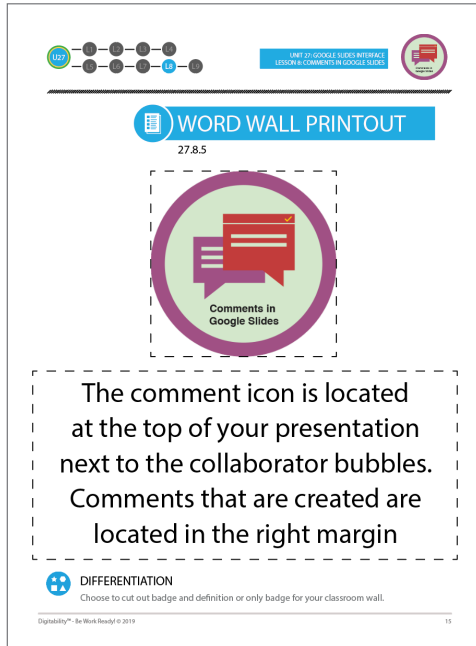 U27
L1
L2
L3
L4
L5
L6
L7
L8
L9
UNIT 27: GOOGLE SLIDES INTERFACE
LESSON 8: COMMENTS IN GOOGLE SLIDES
Comments in
Google Slides
WORD WALL PRINTOUT
27.8.5
Comments in
Google Slides
The comment icon is located
at the top of your presentation
next to the collaborator bubbles.
Comments that are created are
located in the right margin
DIFFERENTIATION
Choose to cut out badge and definition or only badge for your classroom wall.
Digitability™ - Be Work Ready! © 2019
15